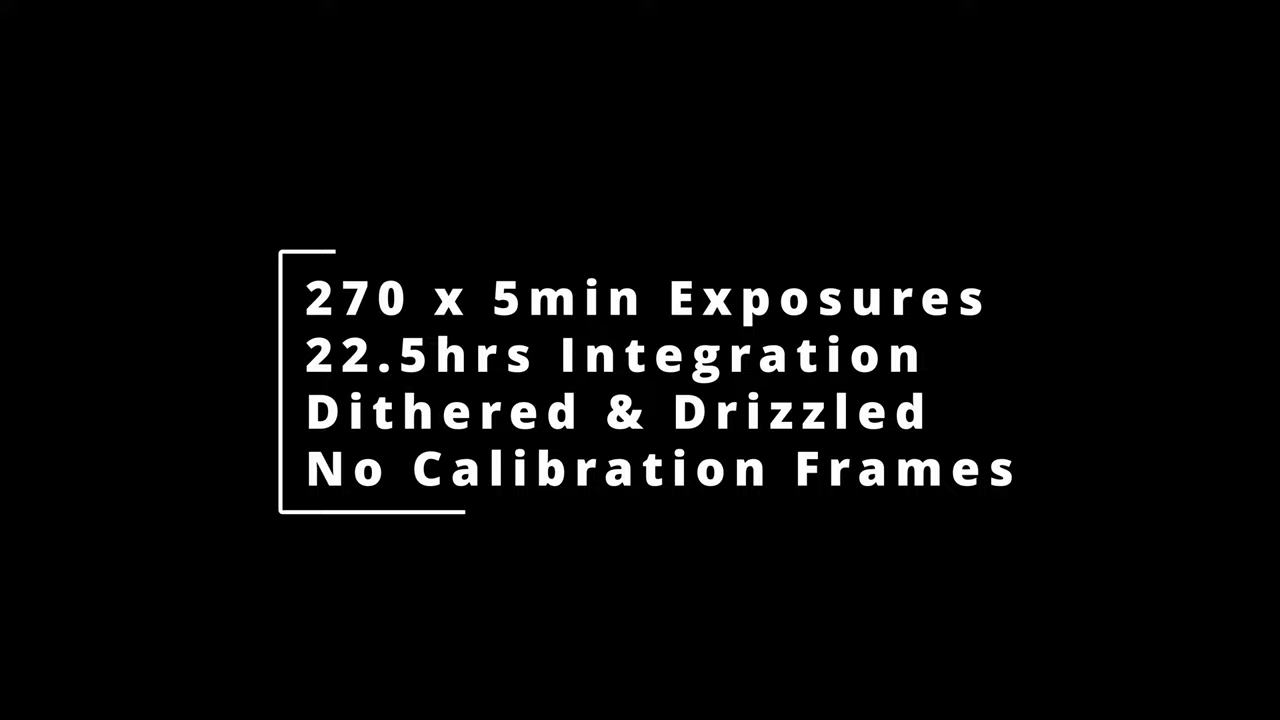 270 x 5min Exposures
22.5hrs Integration
Dithered & Drizzled
No Calibration Frames